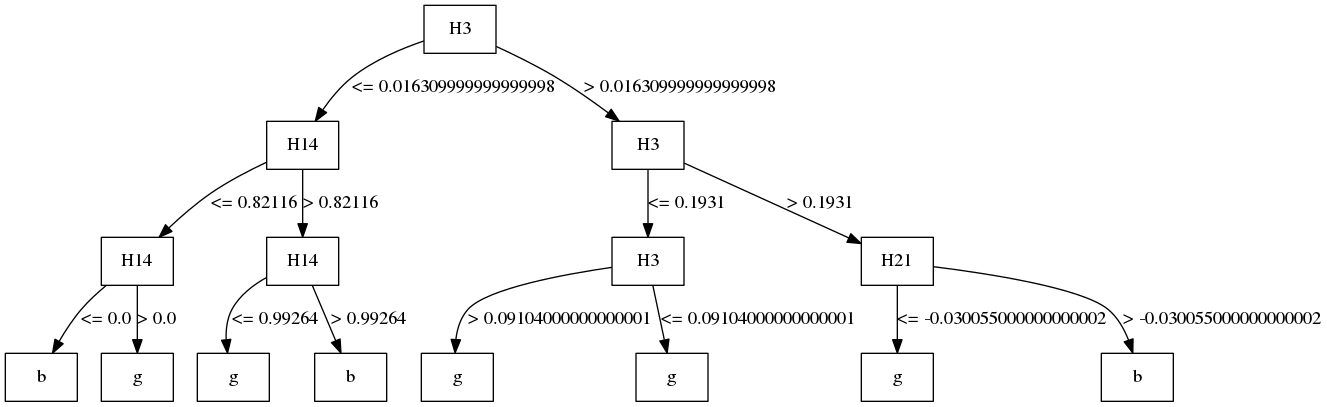 H3
<= 0.016309999999999998
> 0.016309999999999998
H14
H3
<= 0.82116
> 0.82116
<= 0.1931
> 0.1931
H14
H14
H3
H21
<= 0.0
> 0.0
<= 0.99264
> 0.99264
> 0.09104000000000001
<= 0.09104000000000001
<= -0.030055000000000002
> -0.030055000000000002
b
g
g
b
g
g
g
b